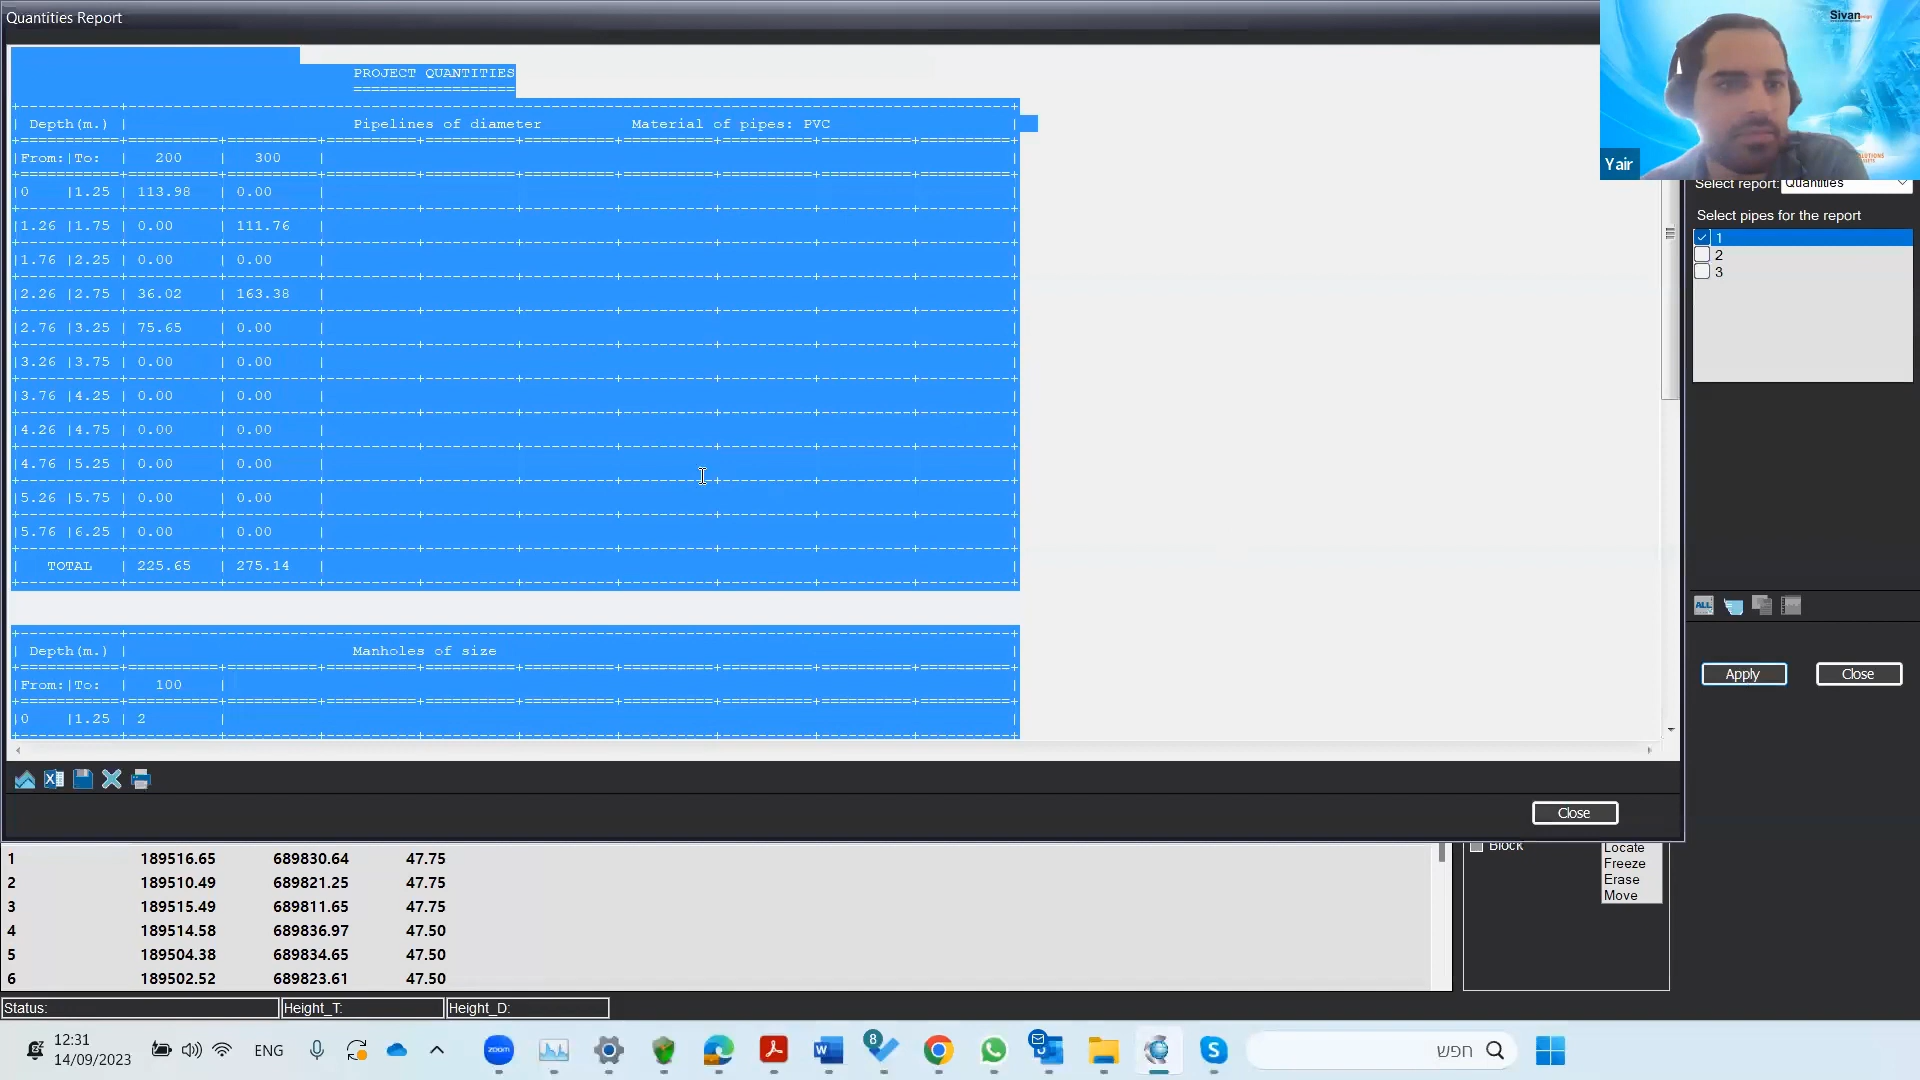 Quantities Report
Sivan
Yair
PROJECT QUANTITIES
==================
| Depth(m.) | Pipelines of diameter Material of pipes: PVC |
|From:|To: | 200 | 300 |
|0 |1.25 | 113.98 | 0.00 |
|1.26 |1.75 | 0.00 | 111.76 |
|1.76 |2.25 | 0.00 | 0.00 |
|2.26 |2.75 | 36.02 | 163.38 |
|2.76 |3.25 | 75.65 | 0.00 |
|3.26 |3.75 | 0.00 | 0.00 |
|3.76 |4.25 | 0.00 | 0.00 |
|4.26 |4.75 | 0.00 | 0.00 |
|4.76 |5.25 | 0.00 | 0.00 |
|5.26 |5.75 | 0.00 | 0.00 |
|5.76 |6.25 | 0.00 | 0.00 |
| TOTAL | 225.65 | 275.14 |
| Depth(m.) | Manholes of size |
|From:|To: | 100 |
|0 |1.25 | 2 |
Close
Select report: Quantities
Select pipes for the report
1
2
3
ALL
Apply Close
1 189516.65 689830.64 47.75
2 189510.49 689821.25 47.75
3 189515.49 689811.65 47.75
4 189514.58 689836.97 47.50
5 189504.38 689834.65 47.50
6 189502.52 689823.61 47.50
Block
Locate
Freeze
Erase
Move
Status: Height_T: Height_D:
12:31
14/09/2023
ENG
zoom
8
חפש